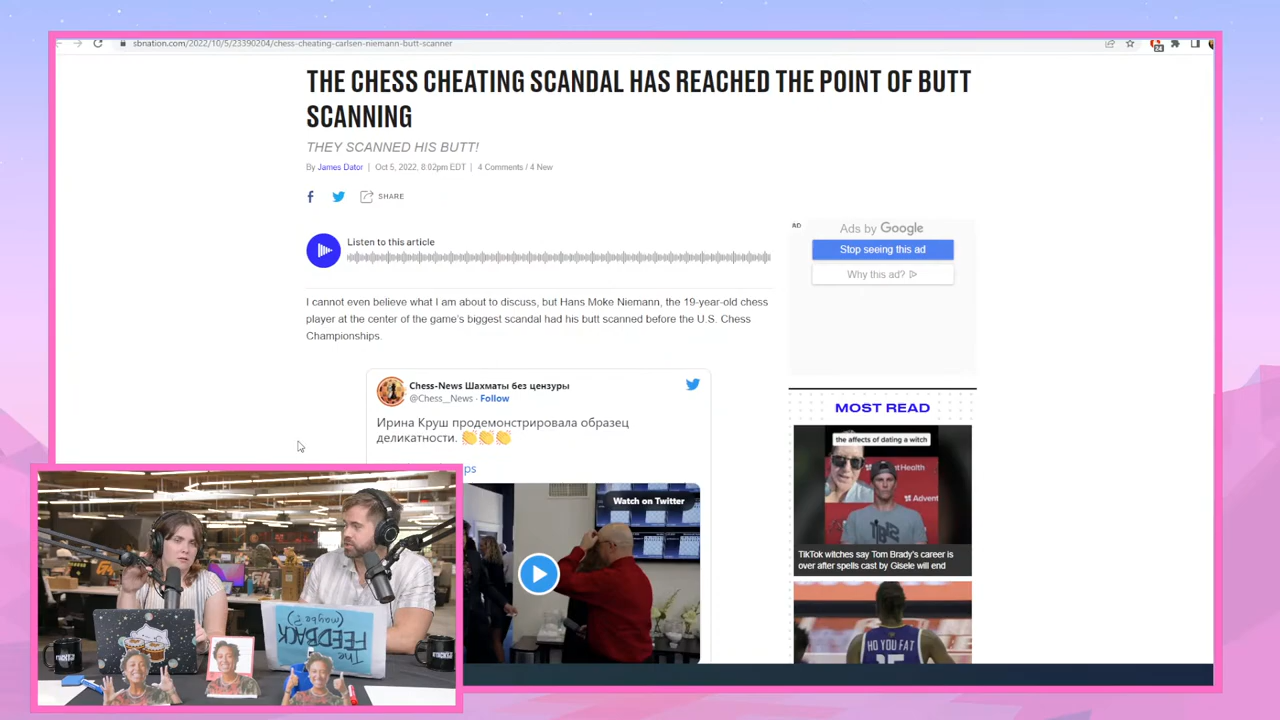 sbnation.com/2022/10/5/23390204/chess-cheating-carlsen-niemann-butt-scanner
24
THE CHESS CHEATING SCANDAL HAS REACHED THE POINT OF BUTT
SCANNING
THEY SCANNED HIS BUTT!
By James Dator | Oct 5, 2022, 8:02pm EDT | 4 Comments / 4 New
SHARE
Listen to this article
I cannot even believe what I am about to discuss, but Hans Moke Niemann, the 19-year-old chess
player at the center of the game's biggest scandal had his butt scanned before the U.S. Chess
Championships.
Chess-News Шахматы без цензуры
@Chess__News · Follow
Ирина Круш продемонстрировала образец
деликатности. 👏👏👏
ps
Watch on Twitter
AD
Ads by Google
Stop seeing this ad
Why this ad?
MOST READ
the affects of dating a witch
TikTok witches say Tom Brady's career is
over after spells cast by Gisele will end
HO YOU FAT
The
FEEDBACK
(maybe?)